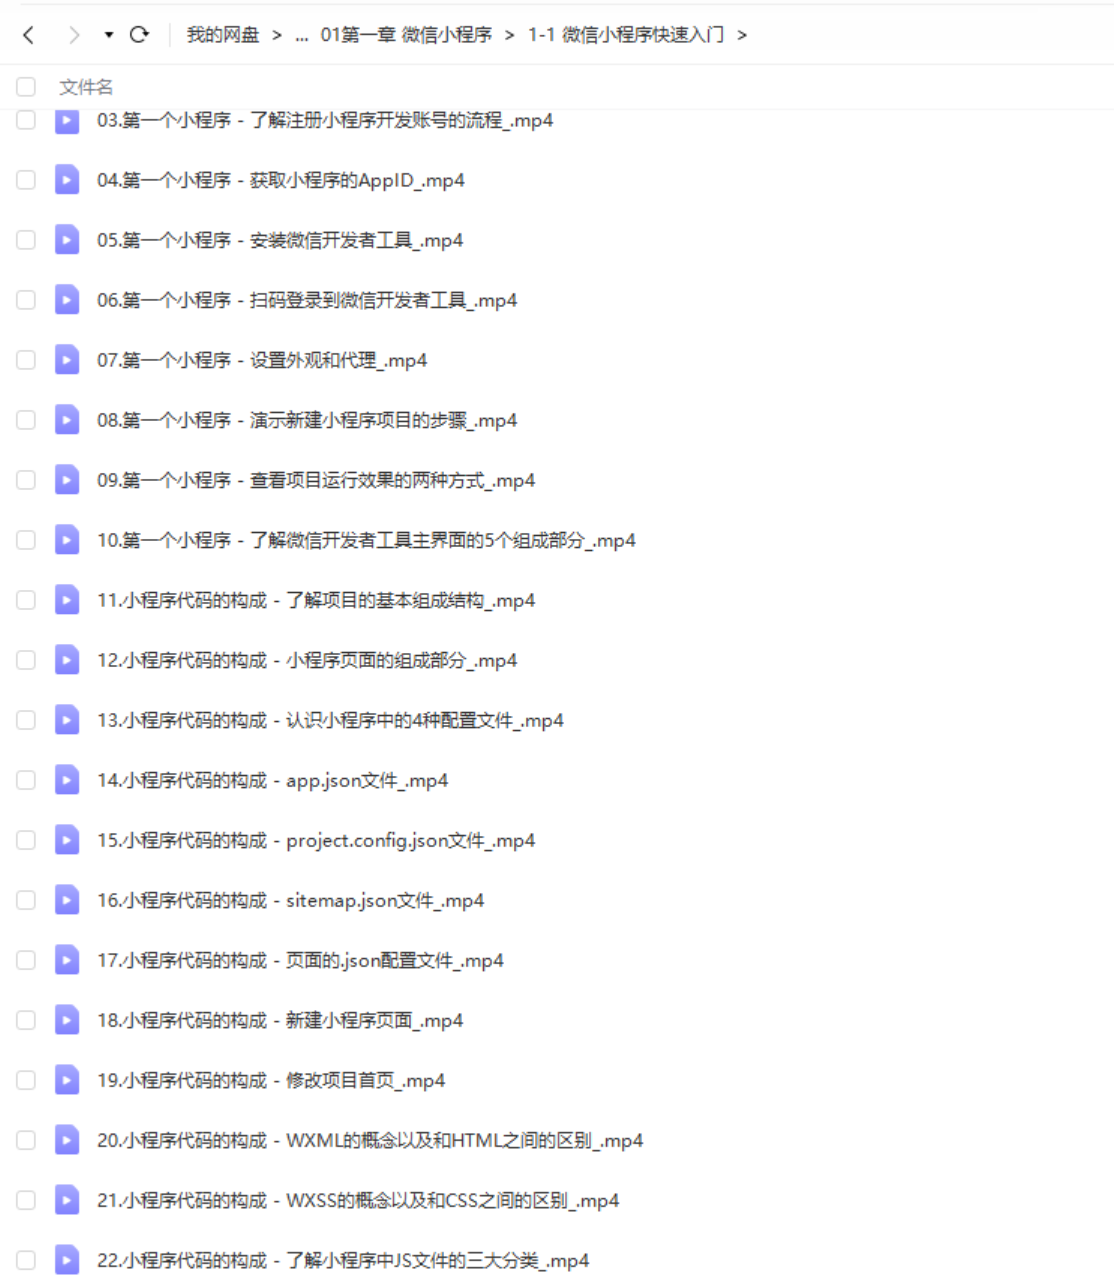 我的网盘 > ... 01第一章 微信小程序 > 1-1 微信小程序快速入门 >
文件名
03.第一个小程序 - 了解注册小程序开发账号的流程_.mp4
04.第一个小程序 - 获取小程序的AppID_.mp4
05.第一个小程序 - 安装微信开发者工具_.mp4
06.第一个小程序 - 扫码登录到微信开发者工具_.mp4
07.第一个小程序 - 设置外观和代理_.mp4
08.第一个小程序 - 演示新建小程序项目的步骤_.mp4
09.第一个小程序 - 查看项目运行效果的两种方式_.mp4
10.第一个小程序 - 了解微信开发者工具主界面的5个组成部分_.mp4
11.小程序代码的构成 - 了解项目的基本组成结构_.mp4
12.小程序代码的构成 - 小程序页面的组成部分_.mp4
13.小程序代码的构成 - 认识小程序中的4种配置文件_.mp4
14.小程序代码的构成 - app.json文件_.mp4
15.小程序代码的构成 - project.config.json文件_.mp4
16.小程序代码的构成 - sitemap.json文件_.mp4
17.小程序代码的构成 - 页面的.json配置文件_.mp4
18.小程序代码的构成 - 新建小程序页面_.mp4
19.小程序代码的构成 - 修改项目首页_.mp4
20.小程序代码的构成 - WXML的概念以及和HTML之间的区别_.mp4
21.小程序代码的构成 - WXSS的概念以及和CSS之间的区别_.mp4
22.小程序代码的构成 - 了解小程序中JS文件的三大分类_.mp4